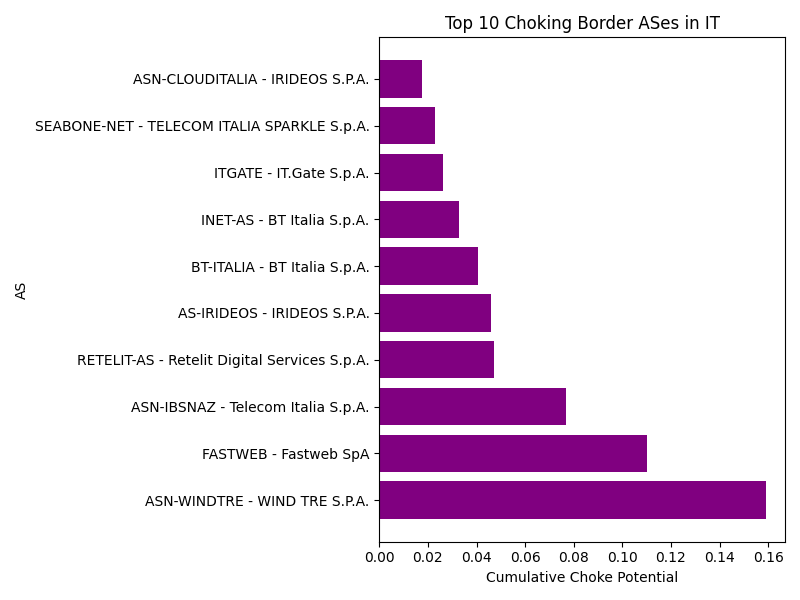 Top 10 Choking Border ASes in IT
ASN-CLOUDITALIA - IRIDEOS S.P.A.
SEABONE-NET - TELECOM ITALIA SPARKLE S.p.A.
ITGATE - IT.Gate S.p.A.
INET-AS - BT Italia S.p.A.
BT-ITALIA - BT Italia S.p.A.
AS-IRIDEOS - IRIDEOS S.P.A.
RETELIT-AS - Retelit Digital Services S.p.A.
ASN-IBSNAZ - Telecom Italia S.p.A.
FASTWEB - Fastweb SpA
ASN-WINDTRE - WIND TRE S.P.A.
AS
0.00 0.02 0.04 0.06 0.08 0.10 0.12 0.14 0.16
Cumulative Choke Potential